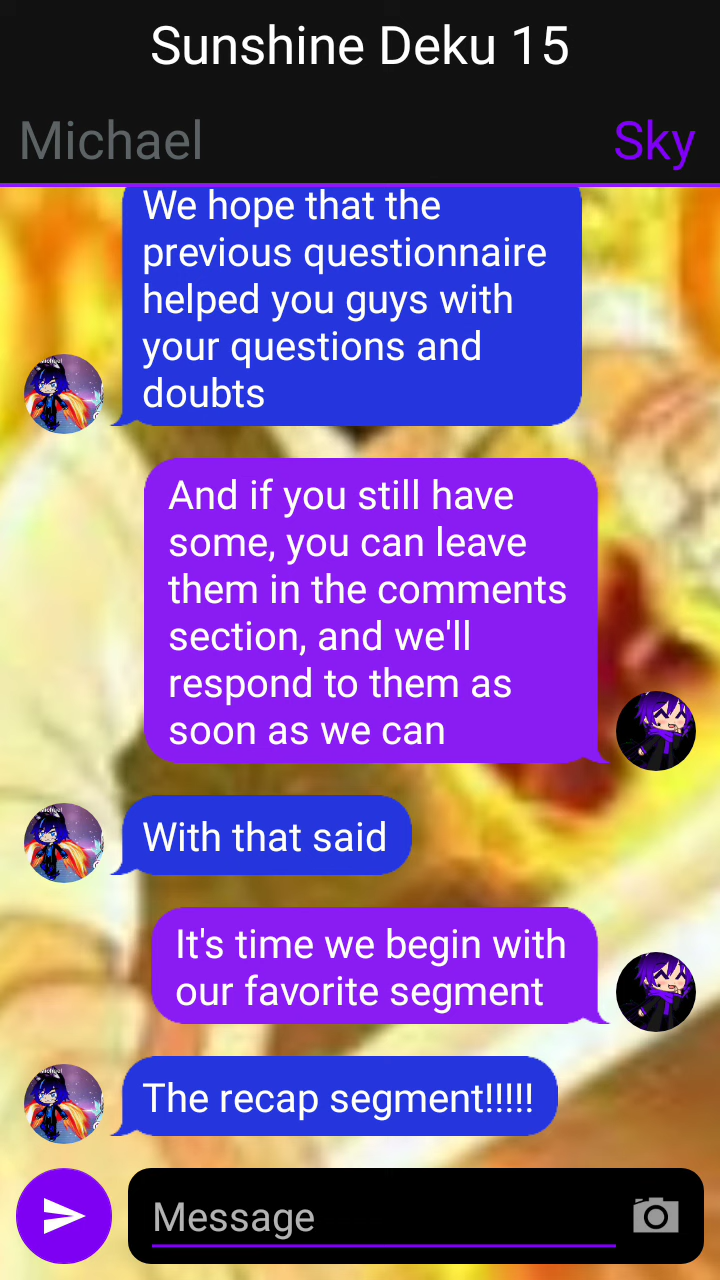 Sunshine Deku 15
Michael
Sky
We hope that the
previous questionnaire
helped you guys with
your questions and
doubts
And if you still have
some, you can leave
them in the comments
section, and we'll
respond to them as
soon as we can
With that said
It's time we begin with
our favorite segment
The recap segment!!!!!
Message